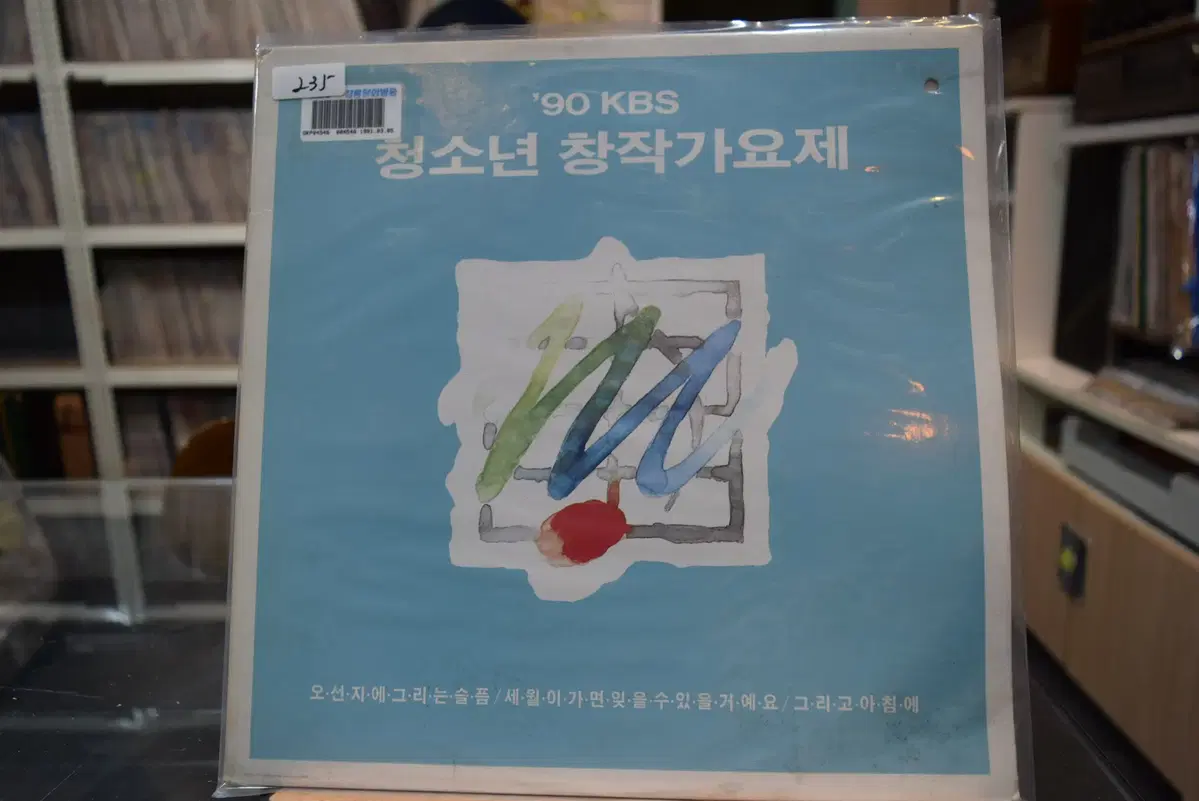 235
'90 KBS
청소년 창작가요제
오·선·지·에·그·리·는·슬·픔 / 세·월·이·가·면·잊·을·수·있·을·거·예·요 / 그·리·고·아·침·에